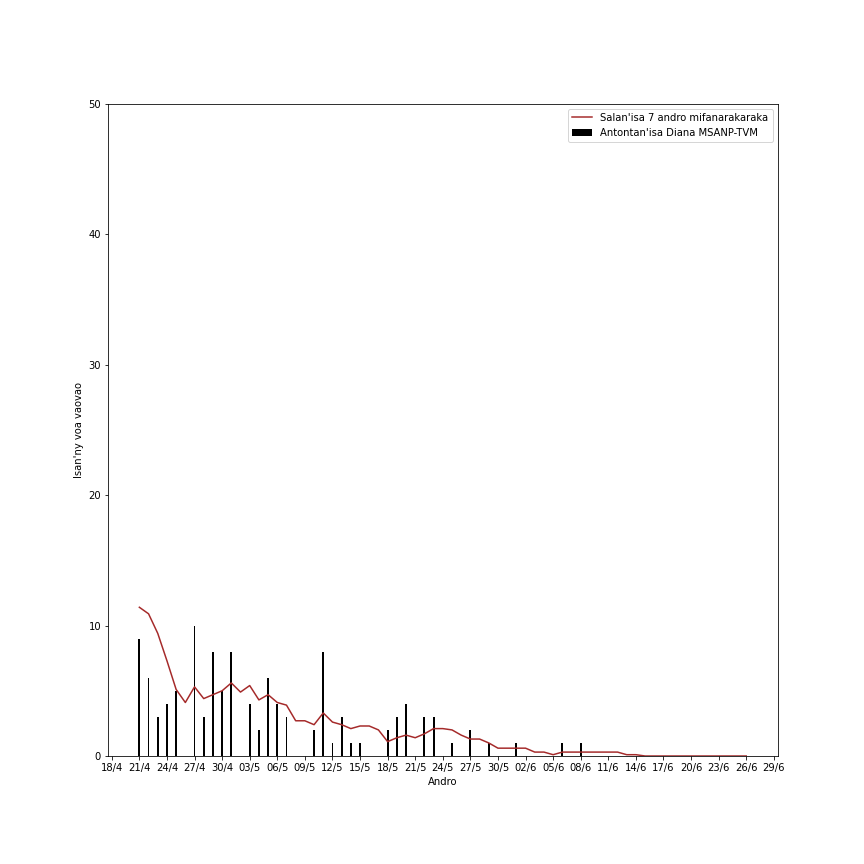 Salan'isa 7 andro mifanarakaraka
Antontan'isa Diana MSANP-TVM
50
40
30
20
10
0
Isan'ny voa vaovao
18/4 21/4 24/4 27/4 30/4 03/5 06/5 09/5 12/5 15/5 18/5 21/5 24/5 27/5 30/5 02/6 05/6 08/6 11/6 14/6 17/6 20/6 23/6 26/6 29/6
Andro